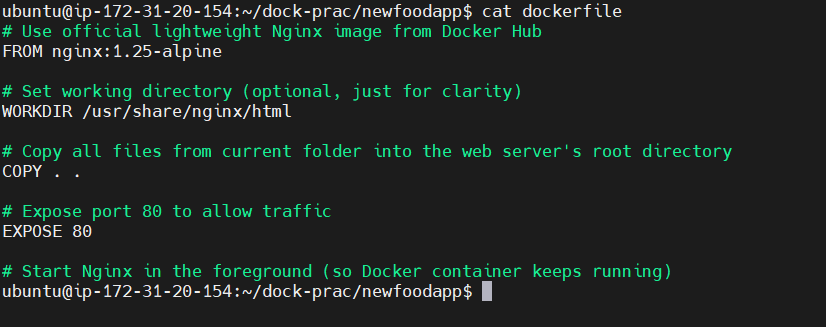 ubuntu@ip-172-31-20-154:~/dock-prac/newfoodapp$ cat dockerfile
# Use official lightweight Nginx image from Docker Hub
FROM nginx:1.25-alpine
# Set working directory (optional, just for clarity)
WORKDIR /usr/share/nginx/html
# Copy all files from current folder into the web server's root directory
COPY . .
# Expose port 80 to allow traffic
EXPOSE 80
# Start Nginx in the foreground (so Docker container keeps running)
ubuntu@ip-172-31-20-154:~/dock-prac/newfoodapp$